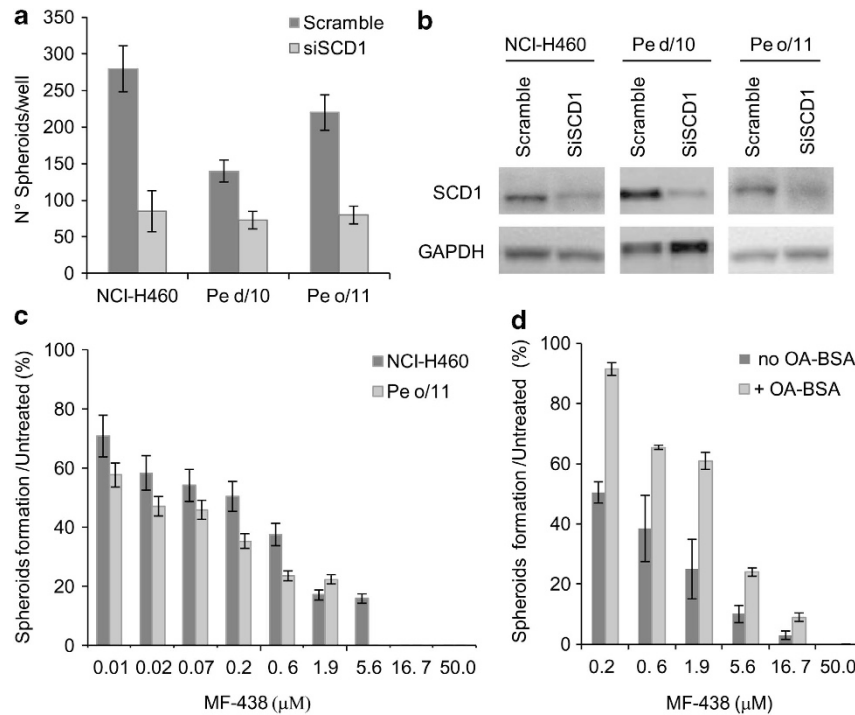 a
Scramble
siSCD1
N° Spheroids/well
350
300
250
200
150
100
50
0
NCI-H460 Pe d/10 Pe o/11
b
NCI-H460 Pe d/10 Pe o/11
Scramble SiSCD1 Scramble SiSCD1 Scramble SiSCD1
SCD1
GAPDH
c
NCI-H460
Pe o/11
Spheroids formation /Untreated (%)
100
80
60
40
20
0
0.01 0.02 0.07 0.2 0. 6 1.9 5.6 16. 7 50.0
MF-438 (µM)
d
no OA-BSA
+ OA-BSA
Spheroids formation /Untreated (%)
100
80
60
40
20
0
0.2 0. 6 1.9 5.6 16. 7 50.0
MF-438 (µM)